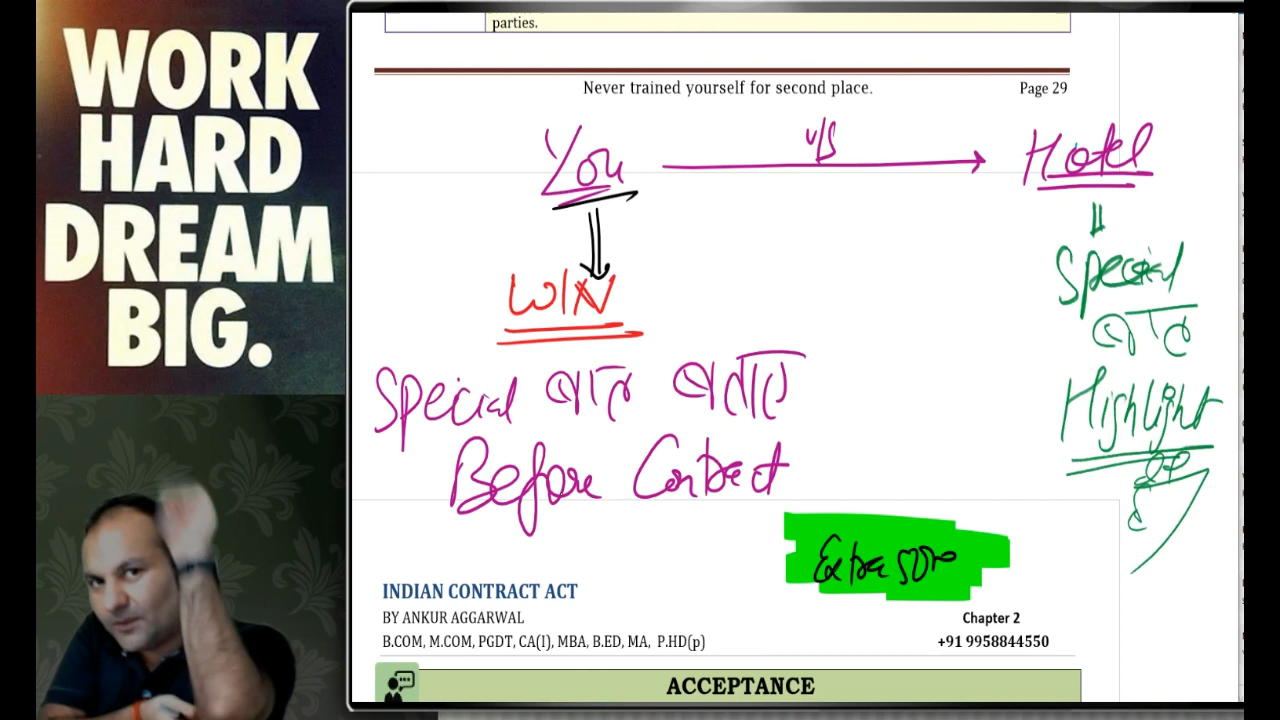 WORK
HARD
DREAM
BIG.
parties.
Never trained yourself for second place. Page 29
You v/s Hotel
WIN
Special बात बताते
Before Contract
Special
बात
Highlight
Extra
INDIAN CONTRACT ACT
BY ANKUR AGGARWAL Chapter 2
B.COM, M.COM, PGDT, CA(I), MBA, B.ED, MA, P.HD(p) +91 9958844550
ACCEPTANCE